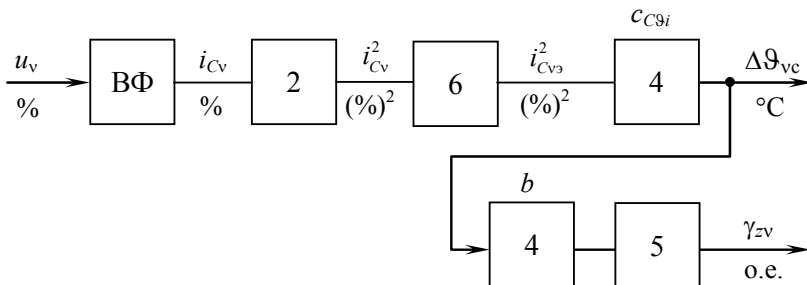 c_{Cϑi}
u_ν i_{Cν} i²_{Cν} i²_{Cνэ} Δϑ_{νc}
ВФ 2 6 4
% % (%)² (%)² °C
b
4 5 γ_{zν}
о.е.